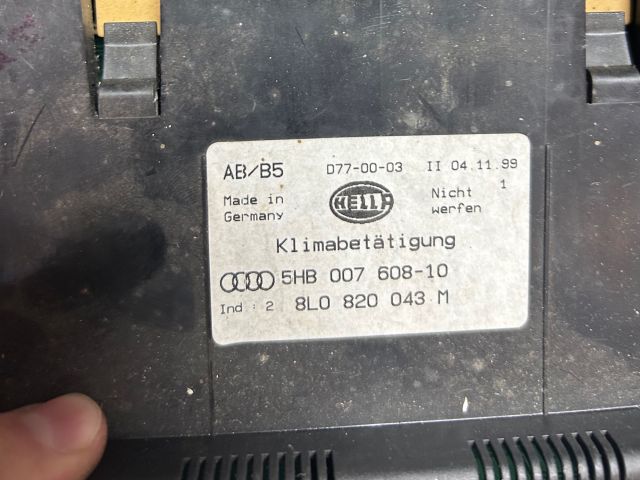 AB/B5 D77-00-03 II 04.11.99
Made in Germany HELLA Nicht werfen 1
Klimabetätigung
5HB 007 608-10
Ind : 2 8L0 820 043 M